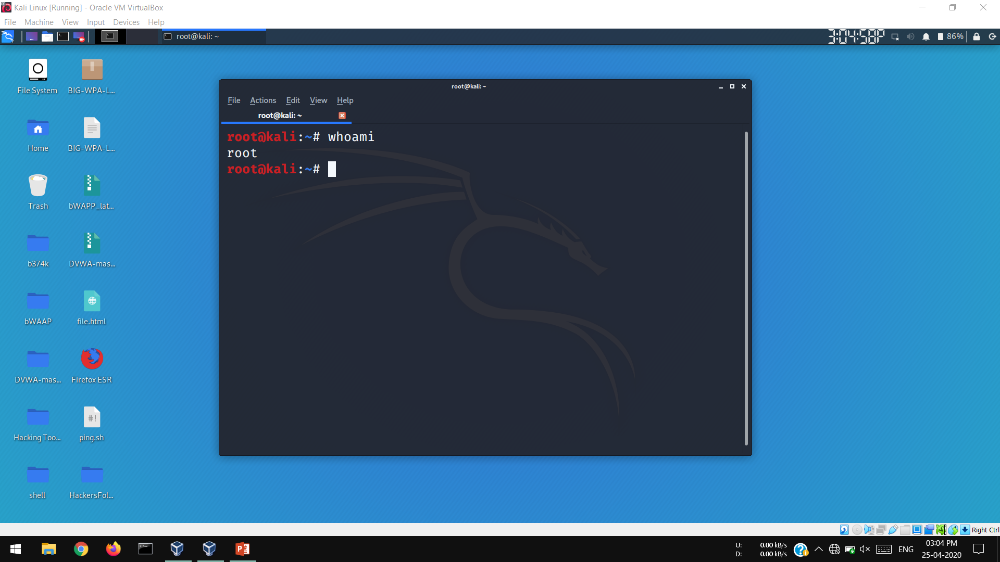 Kali Linux [Running] - Oracle VM VirtualBox
File Machine View Input Devices Help
root@kali: ~
3:04:58P
86%
File System
BIG-WPA-L...
Home
BIG-WPA-L...
Trash
bWAPP_lat...
b374k
DVWA-mas...
bWAAP
file.html
DVWA-mas...
Firefox ESR
Hacking Too...
ping.sh
shell
HackersFol...
root@kali: ~
File Actions Edit View Help
root@kali: ~
root@kali:~# whoami
root
root@kali:~#
Right Ctrl
U: 0.00 kB/s
D: 0.00 kB/s
ENG
03:04 PM
25-04-2020